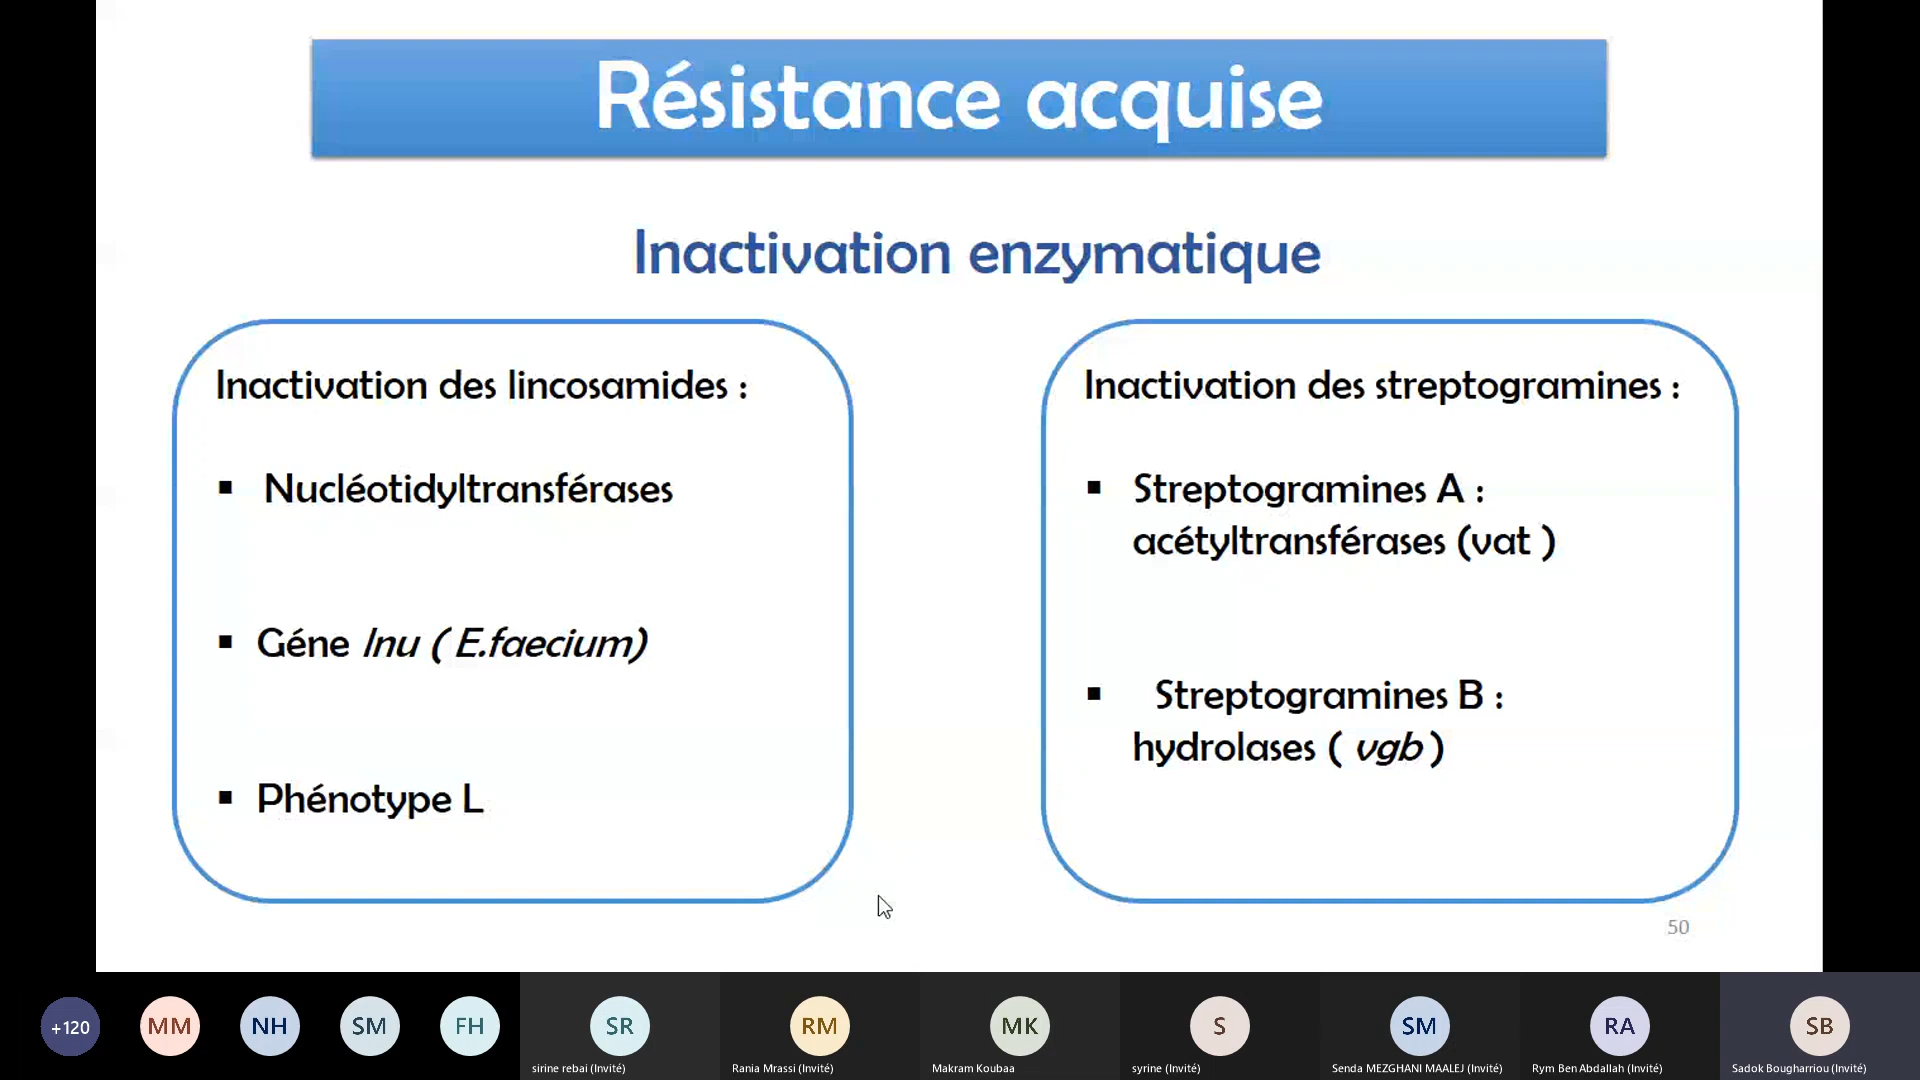 Résistance acquise
Inactivation enzymatique
Inactivation des lincosamides :
▪ Nucléotidyltransférases
▪ Géne lnu ( E.faecium)
▪ Phénotype L
Inactivation des streptogramines :
▪ Streptogramines A :
acétyltransférases (vat )
▪ Streptogramines B :
hydrolases ( vgb )
50
+120
MM
NH
SM
FH
SR
RM
MK
S
SM
RA
SB
sirine rebai (Invité)
Rania Mrassi (Invité)
Makram Koubaa
syrine (Invité)
Senda MEZGHANI MAALEJ (Invité)
Rym Ben Abdallah (Invité)
Sadok Bougharriou (Invité)